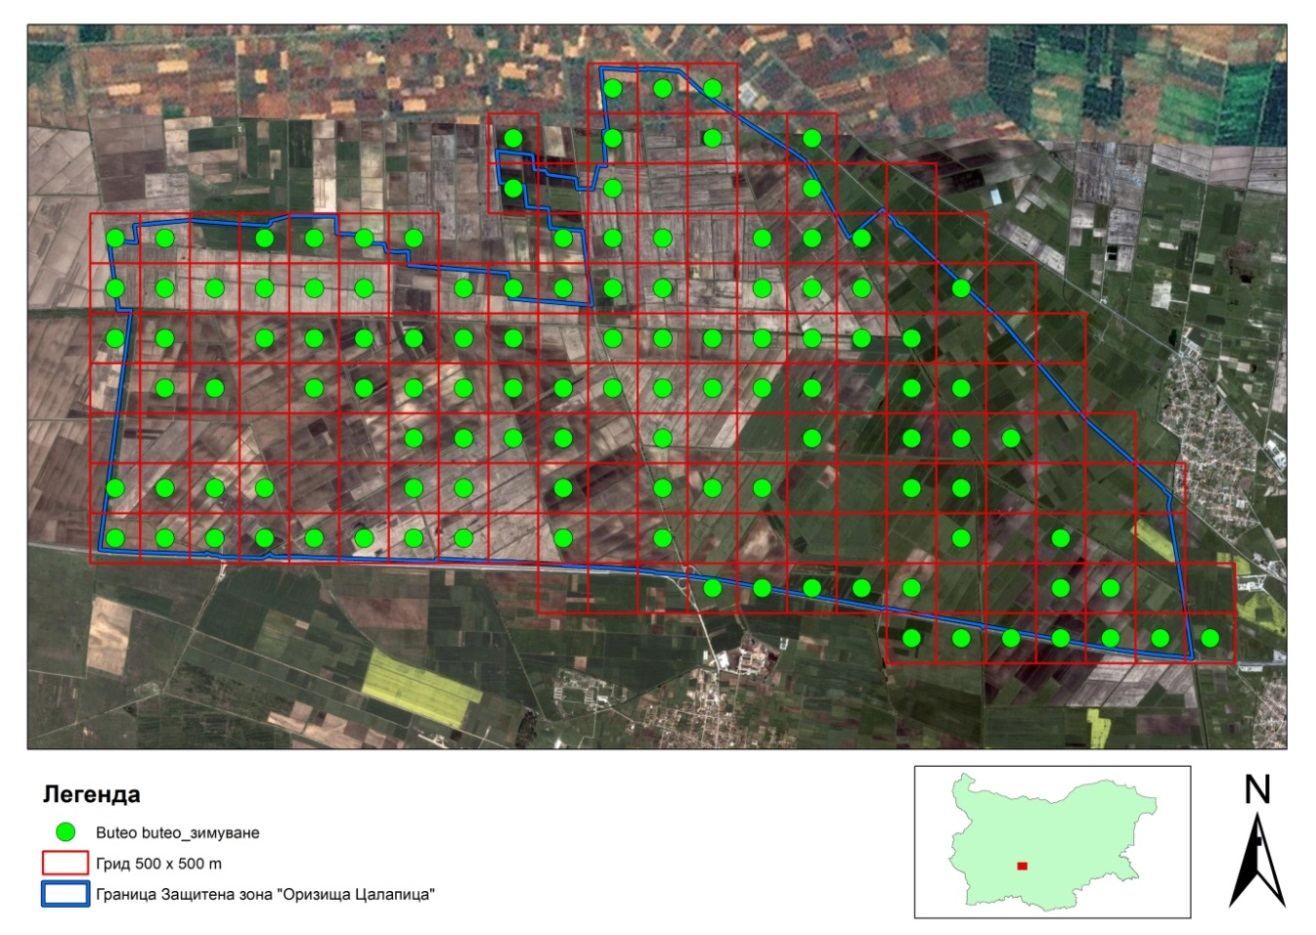 Легенда
Buteo buteo_зимуване
Грид 500 x 500 m
Граница Защитена зона "Оризища Цалапица"
N